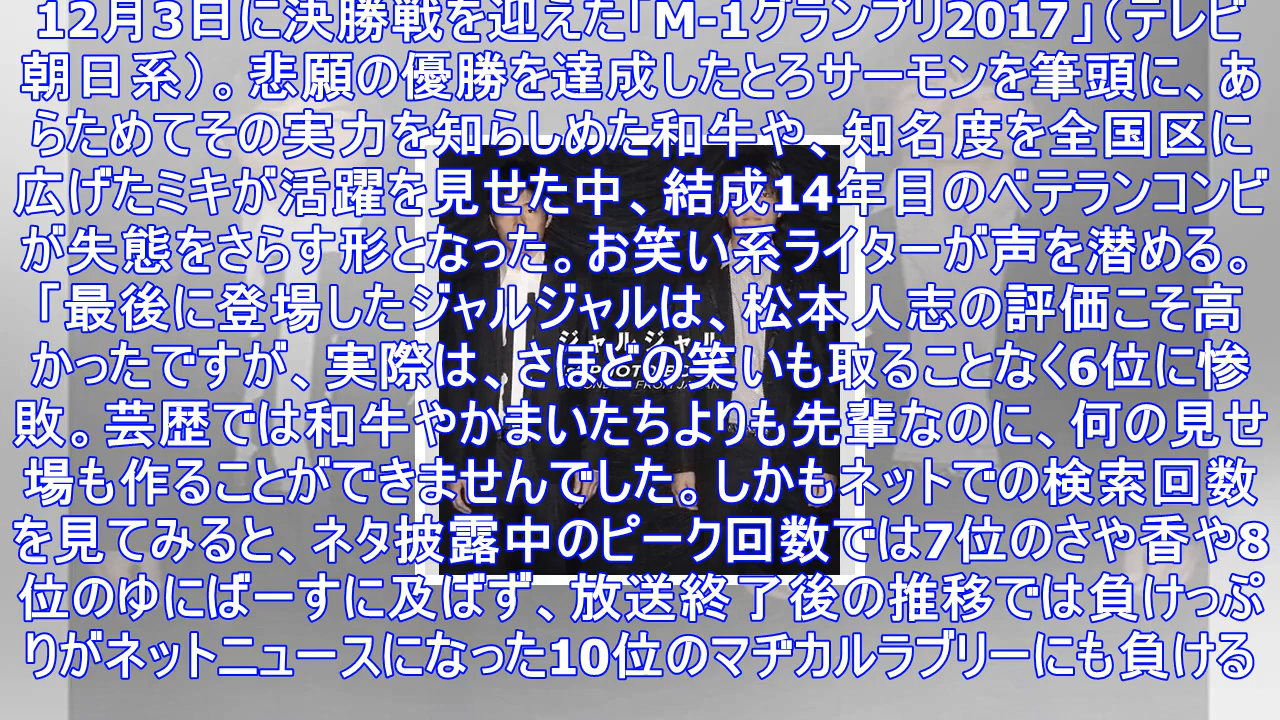 12月3日に決勝戦を迎えた「M-1グランプリ2017」（テレビ
朝日系）。悲願の優勝を達成したとろサーモンを筆頭に、あ
らためてその実力を知らしめた和牛や、知名度を全国区に
広げたミキが活躍を見せた中、結成14年目のベテランコンビ
が失態をさらす形となった。お笑い系ライターが声を潜める。
「最後に登場したジャルジャルは、松本人志の評価こそ高
かったですが、実際は、さほどの笑いも取ることなく6位に惨
敗。芸歴では和牛やかまいたちよりも先輩なのに、何の見せ
場も作ることができませんでした。しかもネットでの検索回数
を見てみると、ネタ披露中のピーク回数では7位のさや香や8
位のゆにばーすに及ばず、放送終了後の推移では負けっぷ
りがネットニュースになった10位のマヂカルラブリーにも負ける
ジャルジャル